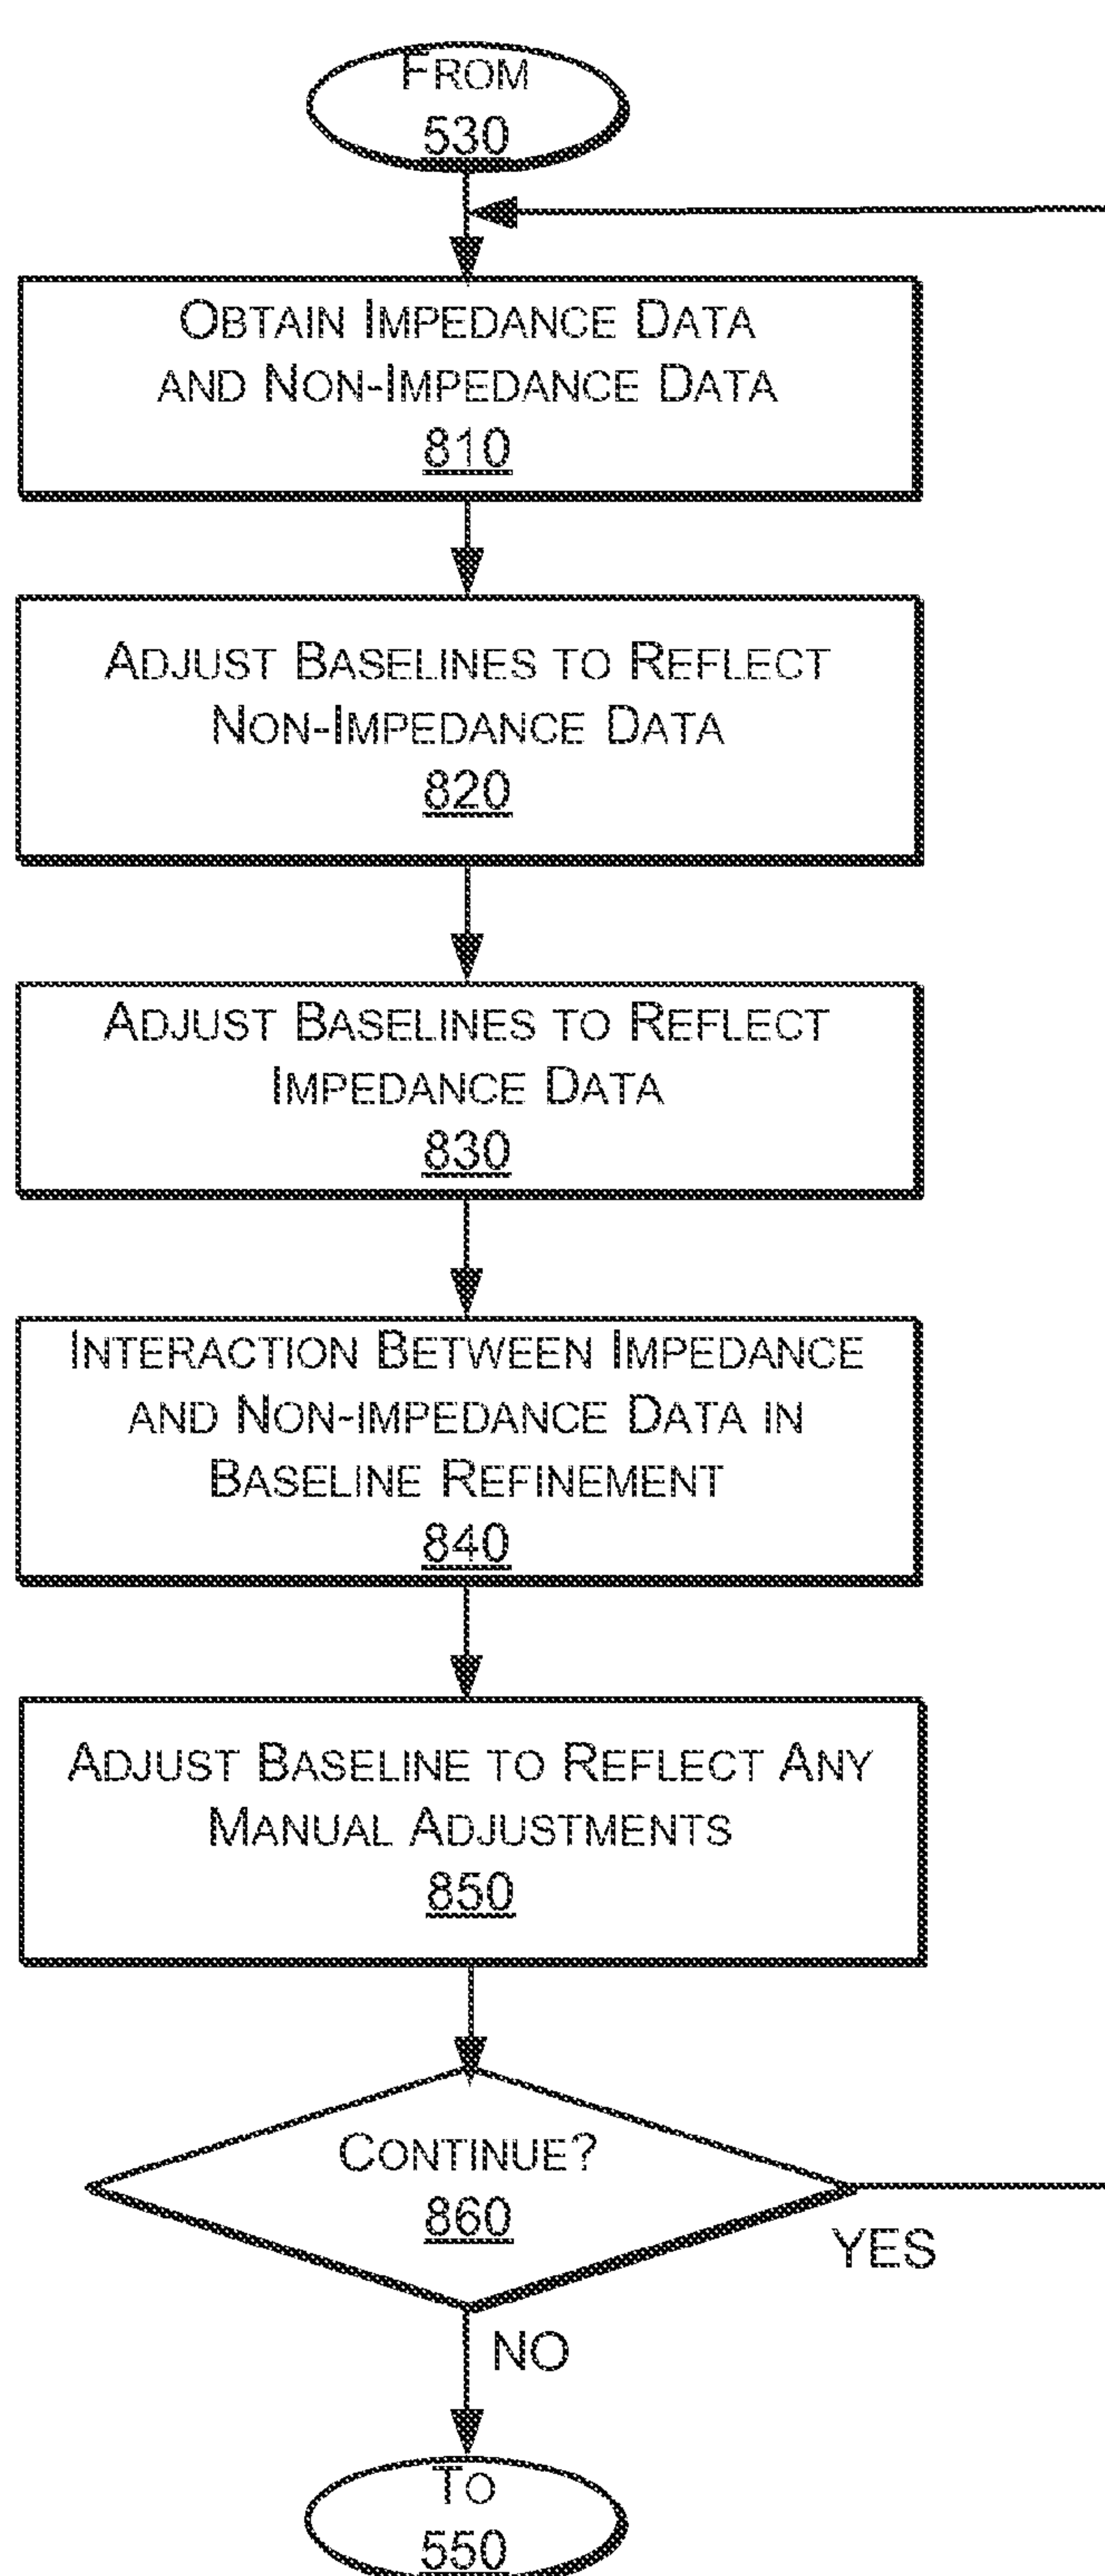 FROM
530
OBTAIN IMPEDANCE DATA
AND NON-IMPEDANCE DATA
810
ADJUST BASELINES TO REFLECT
NON-IMPEDANCE DATA
820
ADJUST BASELINES TO REFLECT
IMPEDANCE DATA
830
INTERACTION BETWEEN IMPEDANCE
AND NON-IMPEDANCE DATA IN
BASELINE REFINEMENT
840
ADJUST BASELINE TO REFLECT ANY
MANUAL ADJUSTMENTS
850
CONTINUE?
860
YES
NO
TO
550